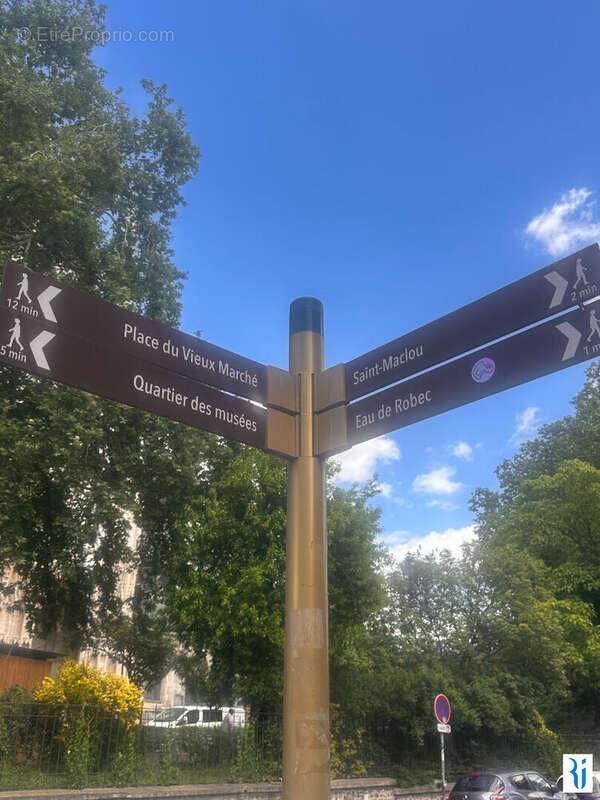 © EtreProprio.com
12 min
Place du Vieux Marché
5 min
Quartier des musées
Saint-Maclou
2 min
Eau de Robec